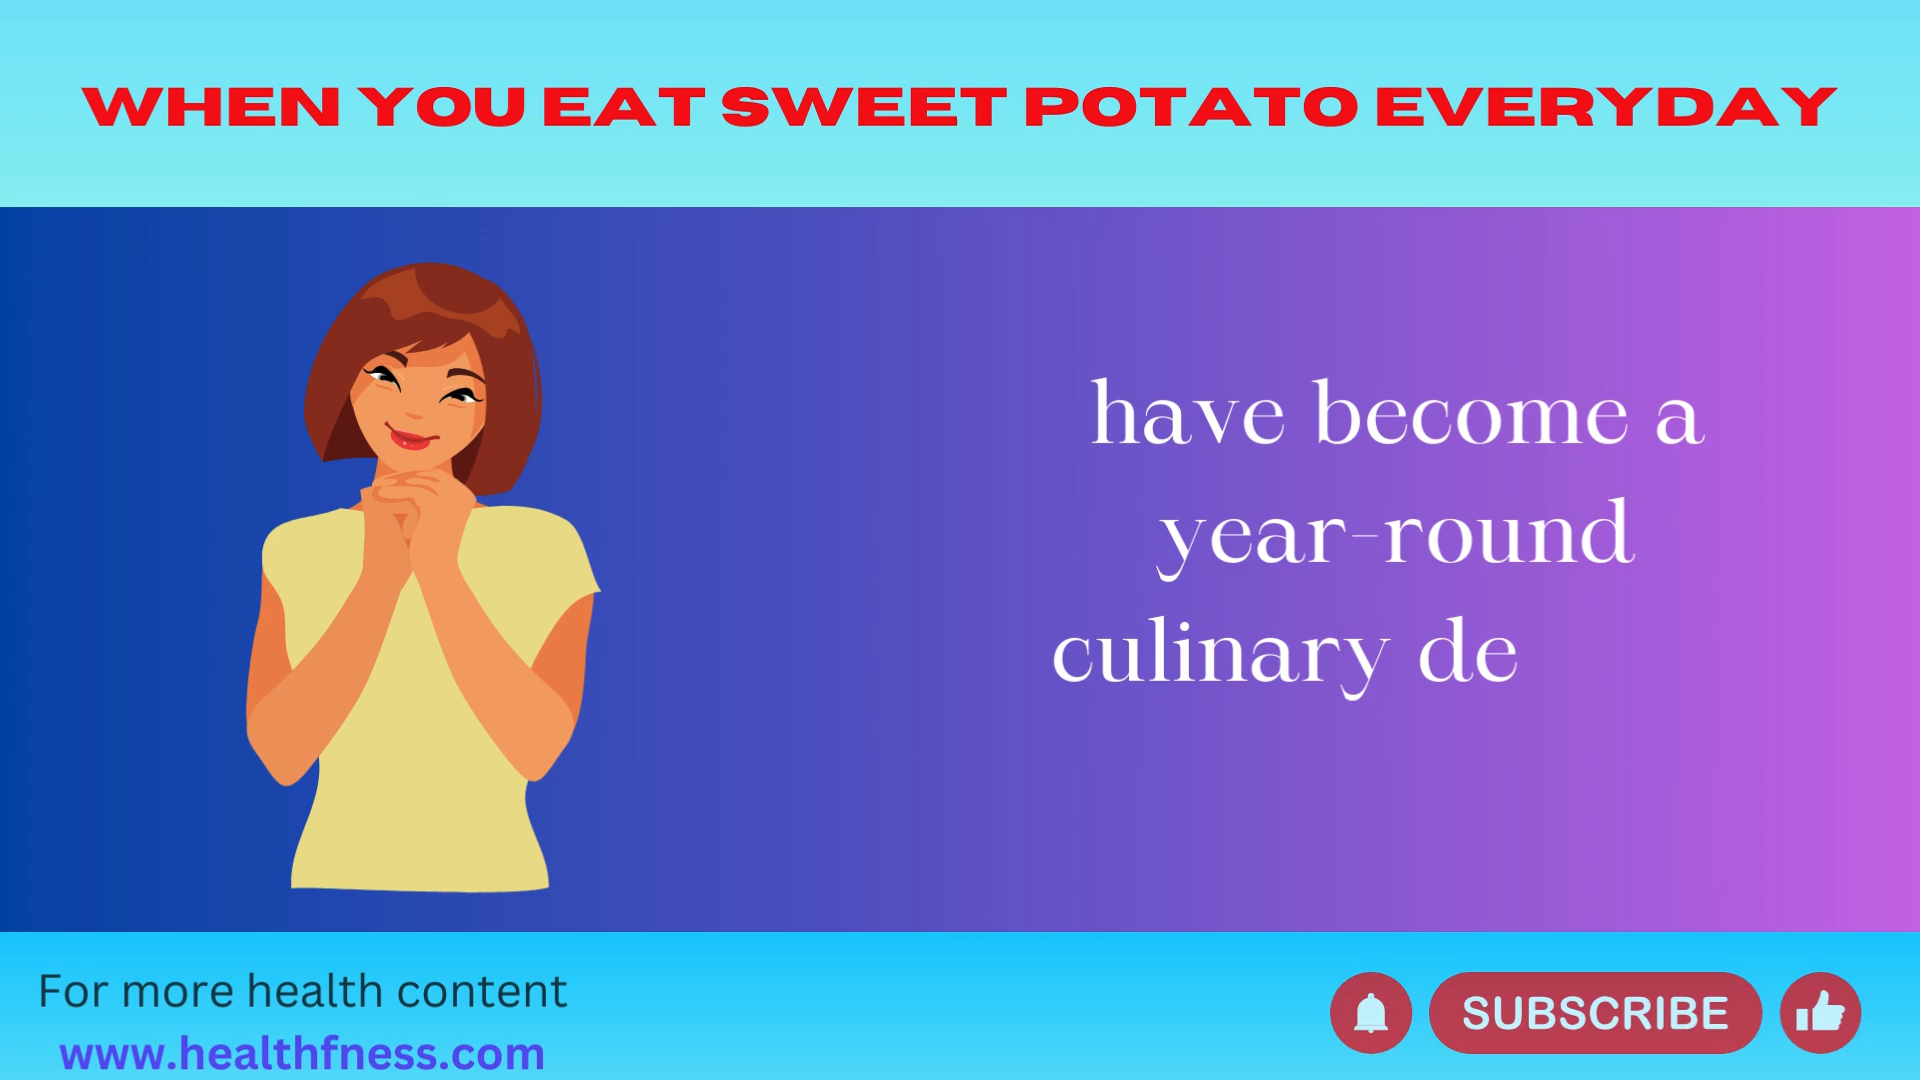 WHEN YOU EAT SWEET POTATO EVERYDAY
have become a
year-round
culinary de
For more health content
www.healthfness.com
SUBSCRIBE